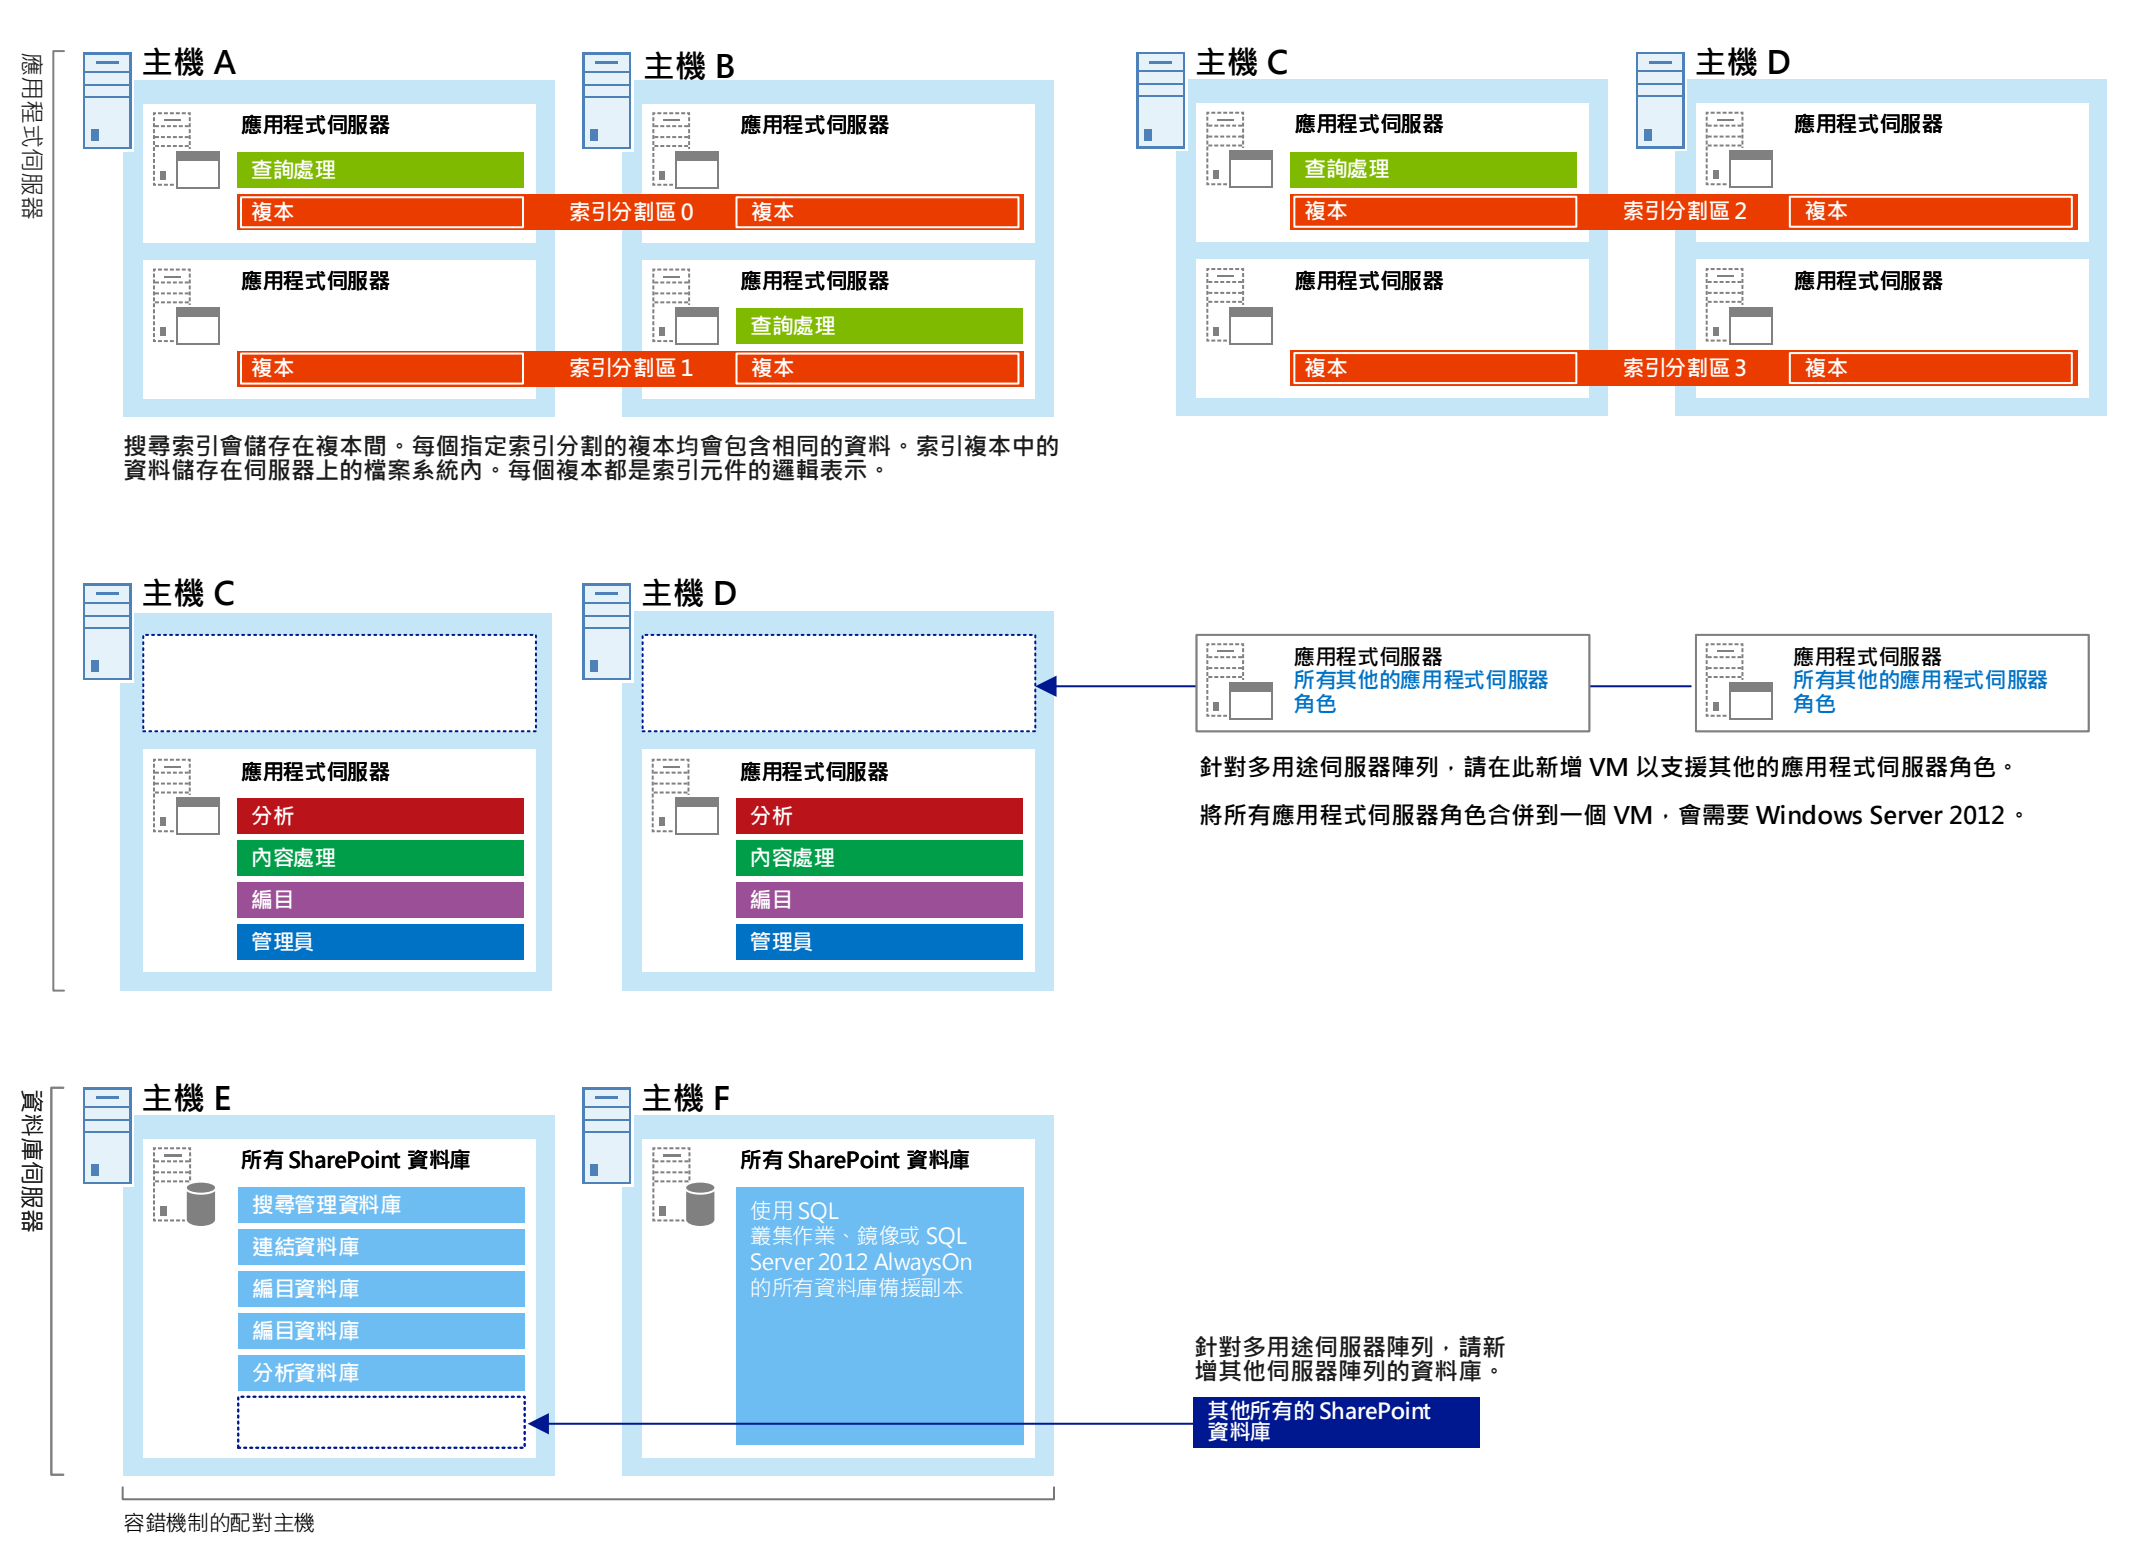 應用程式伺服器
主機 A
應用程式伺服器
查詢處理
複本
索引分割區 0
應用程式伺服器
複本
索引分割區 1
主機 B
應用程式伺服器
複本
應用程式伺服器
查詢處理
複本
主機 C
應用程式伺服器
查詢處理
複本
索引分割區 2
應用程式伺服器
複本
索引分割區 3
主機 D
應用程式伺服器
複本
應用程式伺服器
複本
搜尋索引會儲存在複本間。每個指定索引分割的複本均會包含相同的資料。索引複本中的
資料儲存在伺服器上的檔案系統內。每個複本都是索引元件的邏輯表示。
主機 C
應用程式伺服器
分析
內容處理
編目
管理員
主機 D
應用程式伺服器
分析
內容處理
編目
管理員
應用程式伺服器
所有其他的應用程式伺服器
角色
應用程式伺服器
所有其他的應用程式伺服器
角色
針對多用途伺服器陣列，請在此新增 VM 以支援其他的應用程式伺服器角色。
將所有應用程式伺服器角色合併到一個 VM，會需要 Windows Server 2012。
資料庫伺服器
主機 E
所有 SharePoint 資料庫
搜尋管理資料庫
連結資料庫
編目資料庫
編目資料庫
分析資料庫
主機 F
所有 SharePoint 資料庫
使用 SQL
叢集作業、鏡像或 SQL
Server 2012 AlwaysOn
的所有資料庫備援副本
針對多用途伺服器陣列，請新
增其他伺服器陣列的資料庫。
其他所有的 SharePoint
資料庫
容錯機制的配對主機